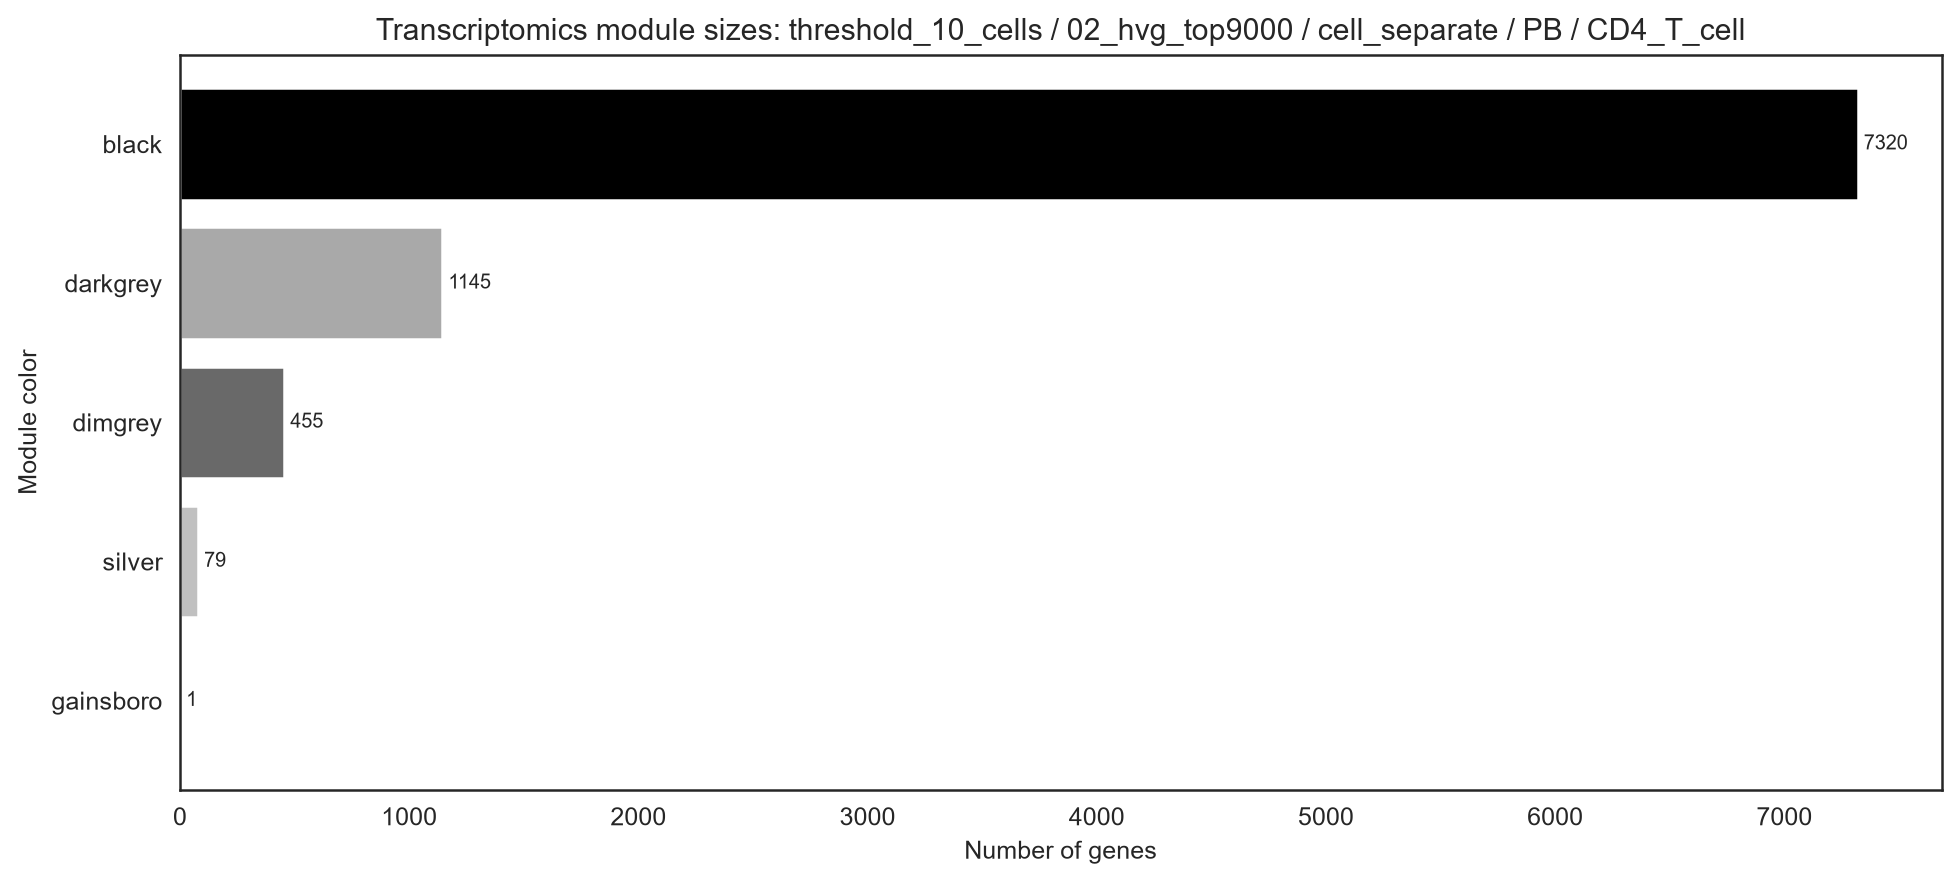 Transcriptomics module sizes: threshold_10_cells / 02_hvg_top9000 / cell_separate / PB / CD4_T_cell
Module color
black
7320
darkgrey
1145
dimgrey
455
silver
79
gainsboro
1
0 1000 2000 3000 4000 5000 6000 7000
Number of genes